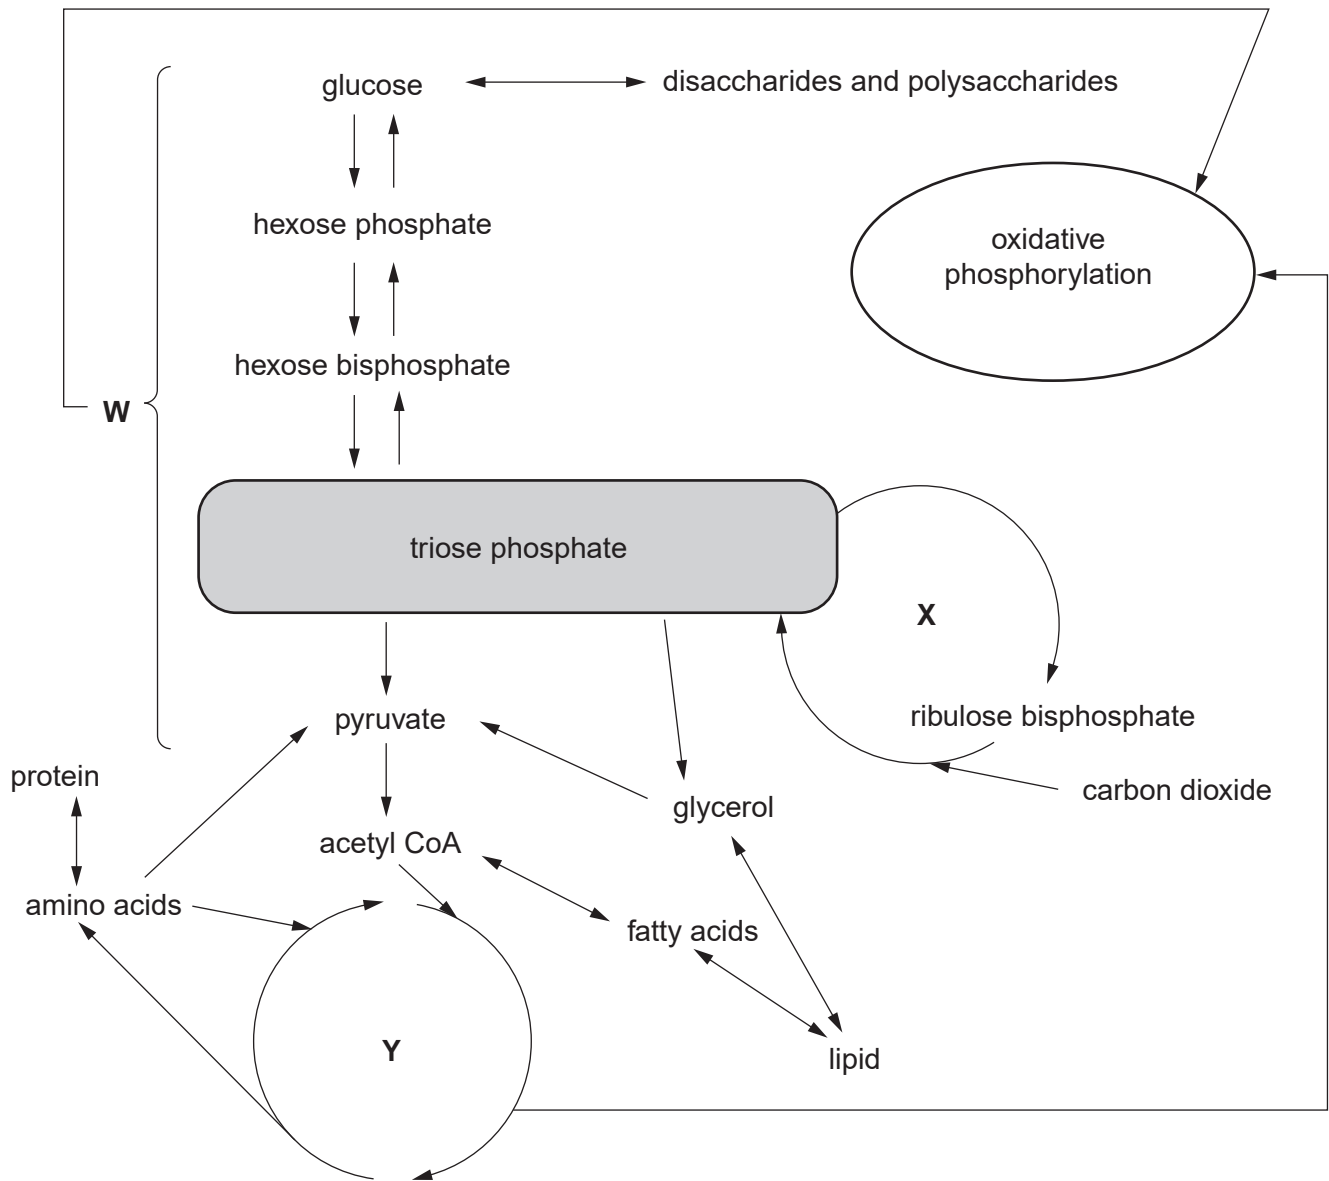 glucose
disaccharides and polysaccharides
hexose phosphate
oxidative
phosphorylation
hexose bisphosphate
W
triose phosphate
X
pyruvate
ribulose bisphosphate
protein
carbon dioxide
glycerol
acetyl CoA
amino acids
fatty acids
Y
lipid